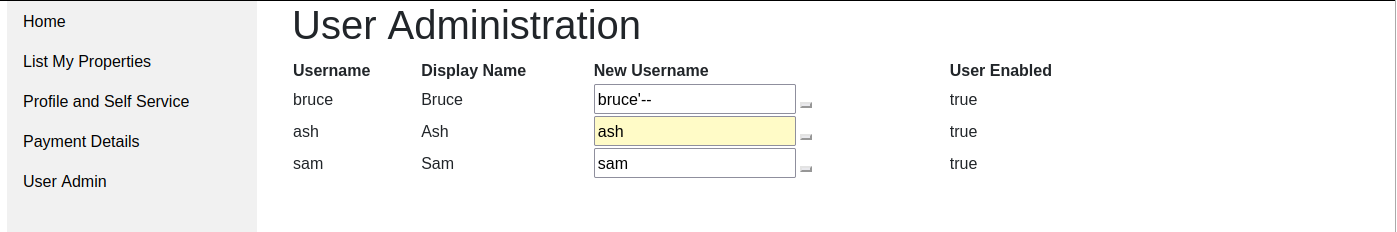 Home
List My Properties
Profile and Self Service
Payment Details
User Admin
User Administration
Username Display Name New Username User Enabled
bruce Bruce bruce'-- true
ash Ash ash true
sam Sam sam true